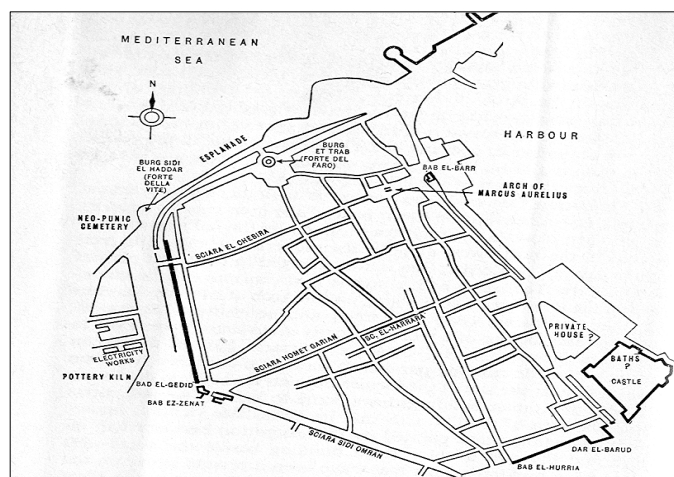 MEDITERRANEAN
SEA
N
HARBOUR
ESPLANADE
BURG
ET TRAB
(FORTE DEL
FARO)
BURG SIDI
EL HADDAR
(FORTE
DELLA
VITE)
BAB EL-BARR
ARCH OF
MARCUS AURELIUS
NEO-PUNIC
CEMETERY
SCIARA EL CHEBIRA
SC. EL-HARRARA
SCIARA HOMET GARIAN
PRIVATE
HOUSE ?
ELECTRICITY
WORKS
BATHS
?
CASTLE
POTTERY KILN
BAD EL-GEDID
BAB EZ-ZENAT
SCIARA SIDI OMRAN
DAR EL-BARUD
BAB EL-HURRIA